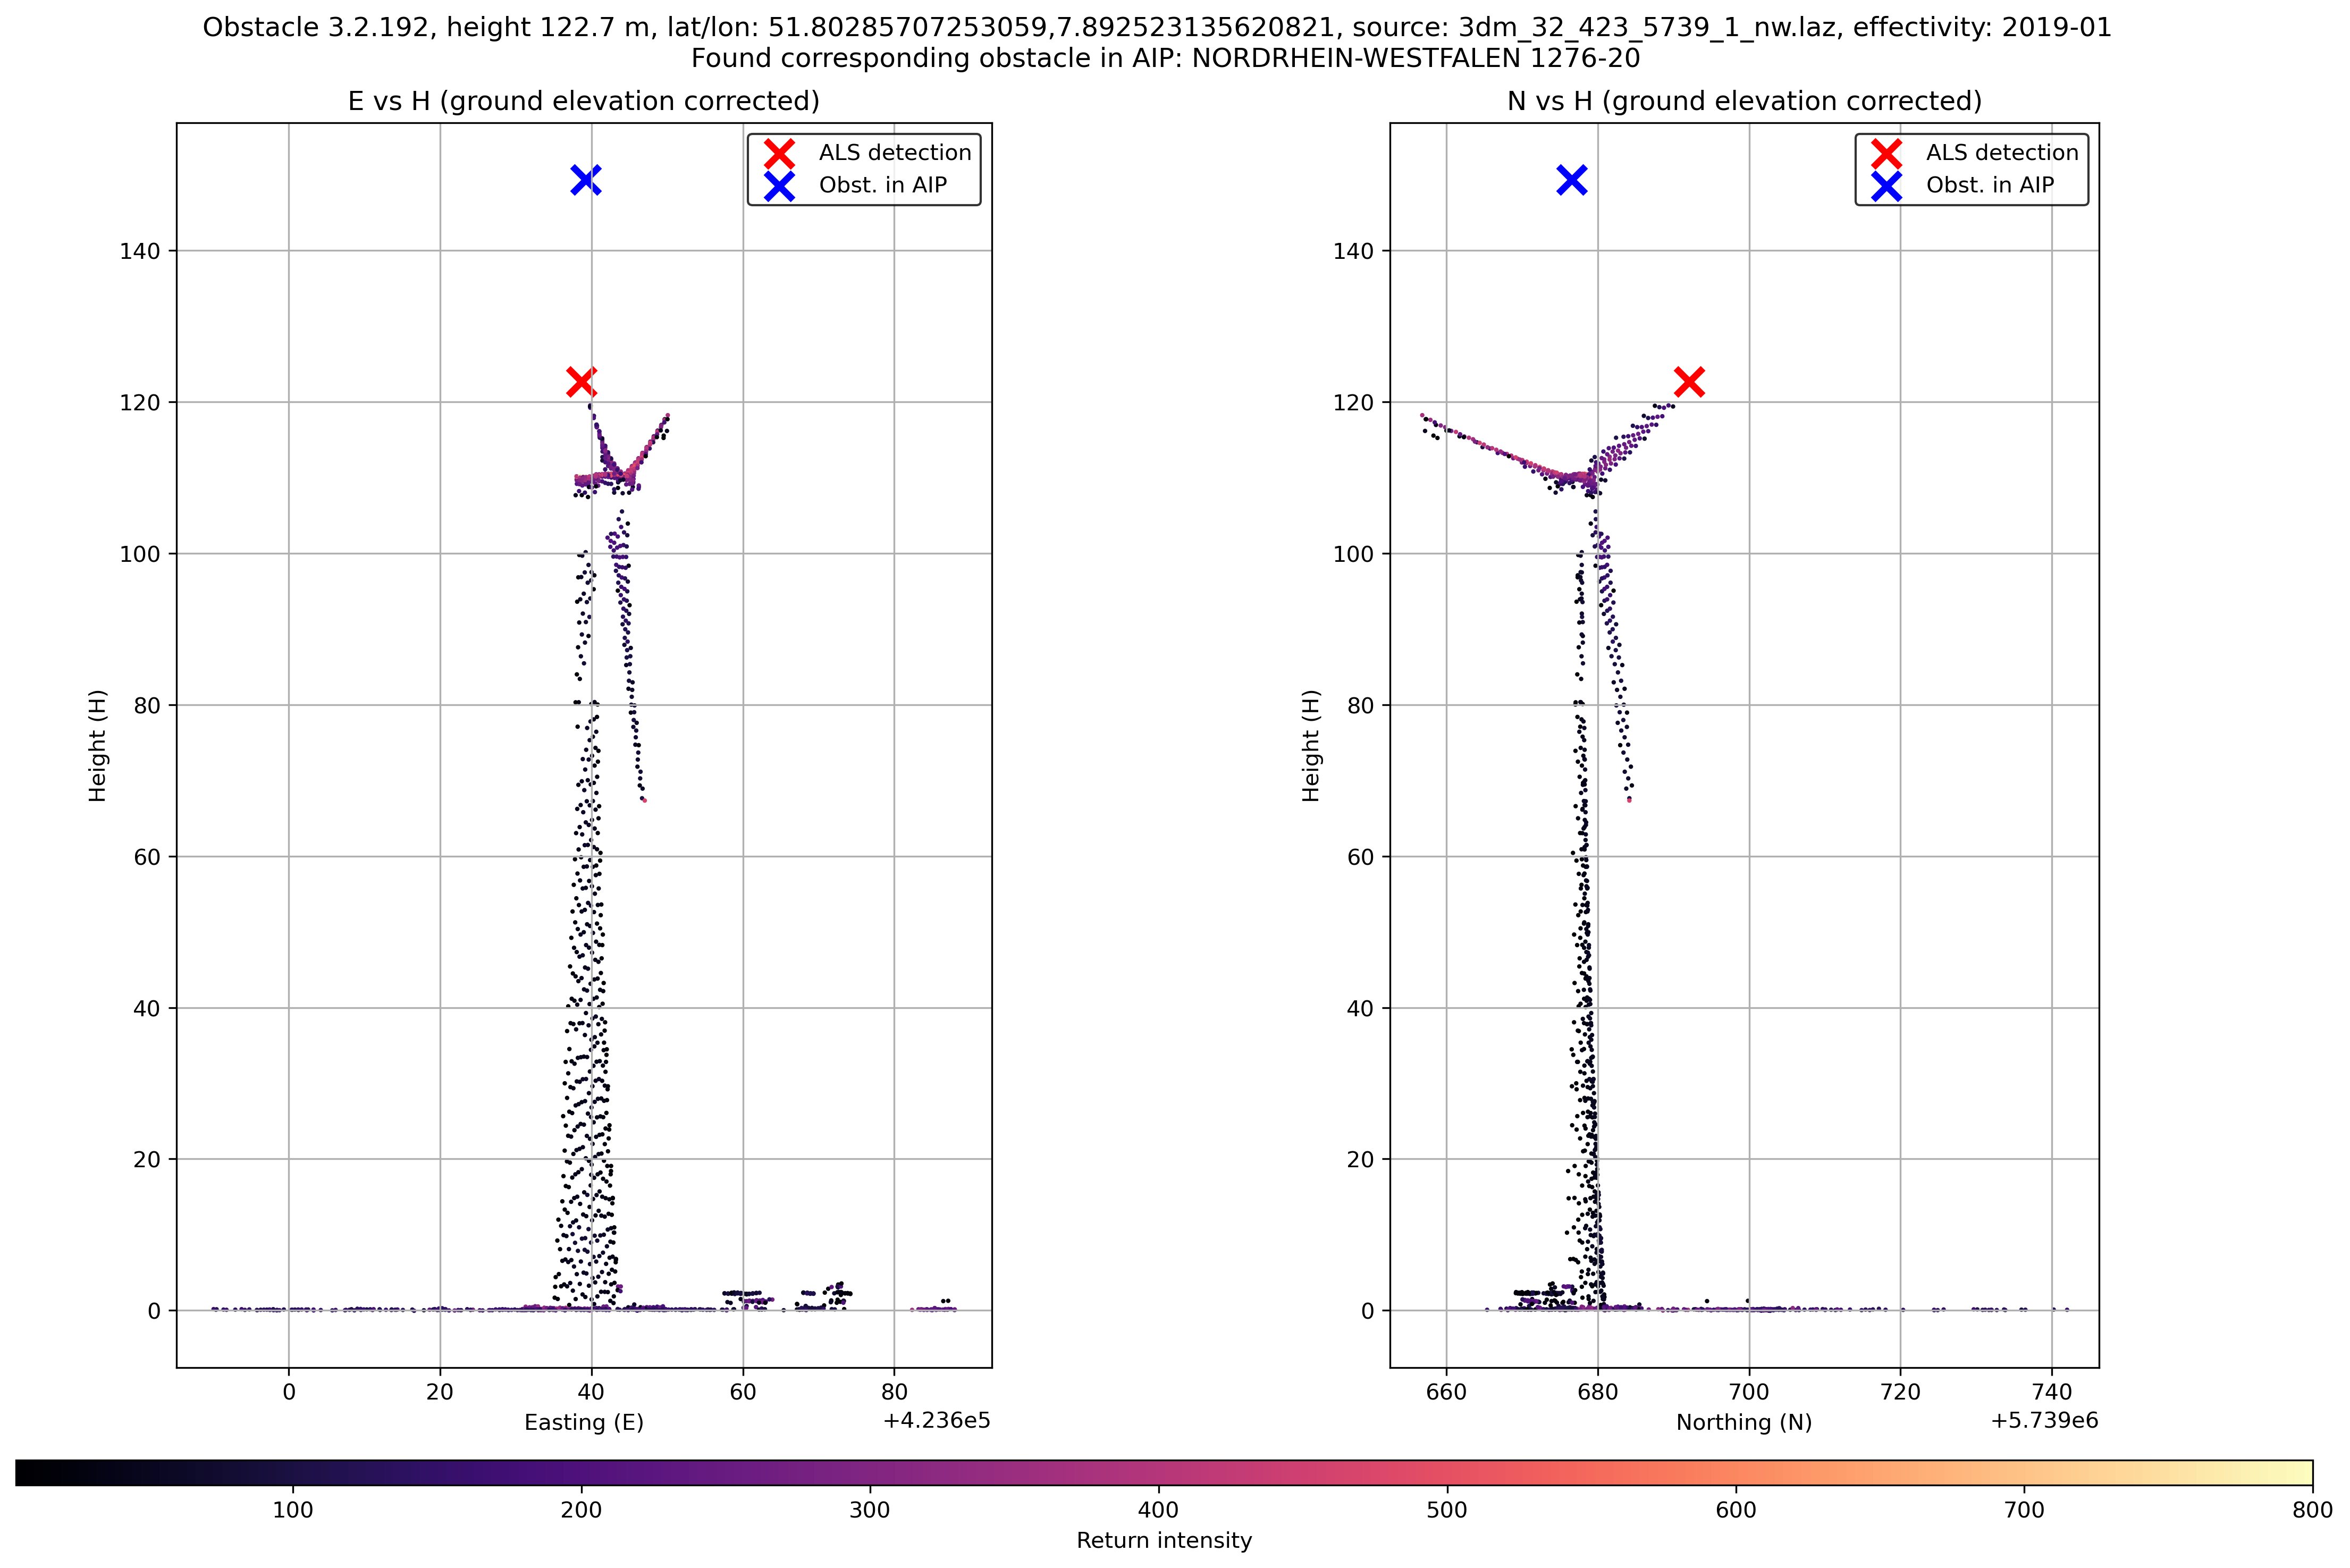 Obstacle 3.2.192, height 122.7 m, lat/lon: 51.80285707253059,7.892523135620821, source: 3dm_32_423_5739_1_nw.laz, effectivity: 2019-01
Found corresponding obstacle in AIP: NORDRHEIN-WESTFALEN 1276-20
E vs H (ground elevation corrected)
ALS detection
Obst. in AIP
140
120
100
80
60
40
20
0
Height (H)
0 20 40 60 80
Easting (E)
+4.236e5
N vs H (ground elevation corrected)
ALS detection
Obst. in AIP
140
120
100
80
60
40
20
0
Height (H)
660 680 700 720 740
Northing (N)
+5.739e6
100 200 300 400 500 600 700 800
Return intensity